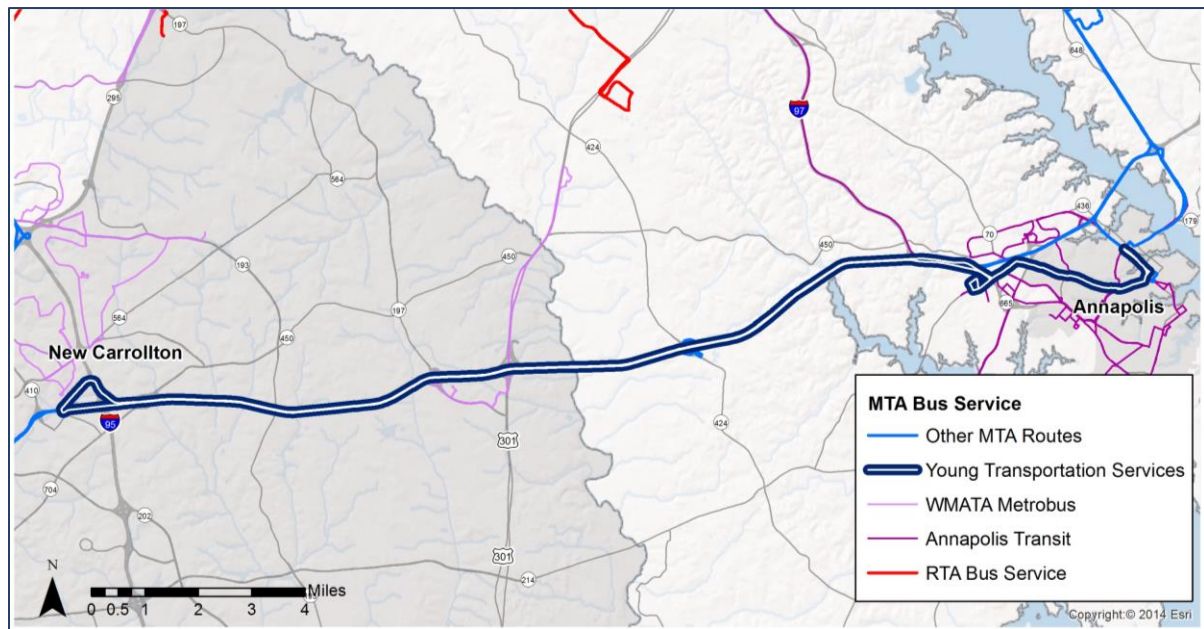 197
648
295
97
424
564
436
179
70
450
193
450
665
197
Annapolis
564
450
New Carrollton
410
95
301
424
704
202
301
214
MTA Bus Service
Other MTA Routes
Young Transportation Services
WMATA Metrobus
Annapolis Transit
RTA Bus Service
N
Miles
0 0.5 1 2 3 4
Copyright:© 2014 Esri